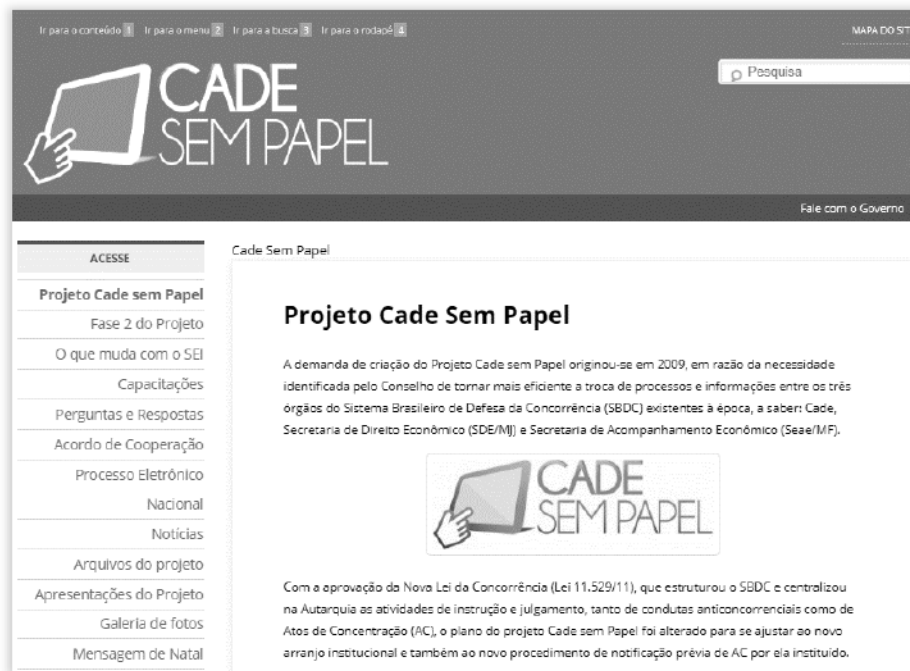 Ir para o conteúdo 1 Ir para o menu 2 Ir para a busca 3 Ir para o rodapé 4
MAPA DO SIT
Pesquisa
CADE
SEM PAPEL
Fale com o Governo
ACESSE
Projeto Cade sem Papel
Fase 2 do Projeto
O que muda com o SEI
Capacitações
Perguntas e Respostas
Acordo de Cooperação
Processo Eletrônico
Nacional
Notícias
Arquivos do projeto
Apresentações do Projeto
Galeria de fotos
Mensagem de Natal
Cade Sem Papel
Projeto Cade Sem Papel
A demanda de criação do Projeto Cade sem Papel originou-se em 2009, em razão da necessidade
identificada pelo Conselho de tornar mais eficiente a troca de processos e informações entre os três
órgãos do Sistema Brasileiro de Defesa da Concorrência (SBDC) existentes à época, a saber: Cade,
Secretaria de Direito Econômico (SDE/MJ) e Secretaria de Acompanhamento Econômico (Seae/MF).
CADE
SEM PAPEL
Com a aprovação da Nova Lei da Concorrência (Lei 11.529/11), que estruturou o SBDC e centralizou
na Autarquia as atividades de instrução e julgamento, tanto de condutas anticoncorrenciais como de
Atos de Concentração (AC), o plano do projeto Cade sem Papel foi alterado para se ajustar ao novo
arranjo institucional e também ao novo procedimento de notificação prévia de AC por ela instituído.